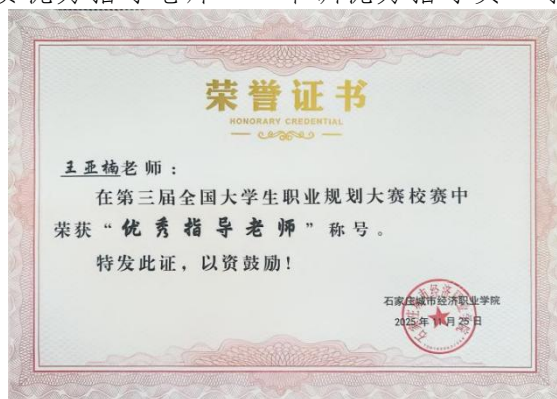 荣誉证书
HONORARY CREDENTIAL
王亚楠老师：
在第三届全国大学生职业规划大赛校赛中
荣获“优秀指导老师”称号。
特发此证，以资鼓励！
石家庄城市经济职业学院
2025年11月25日